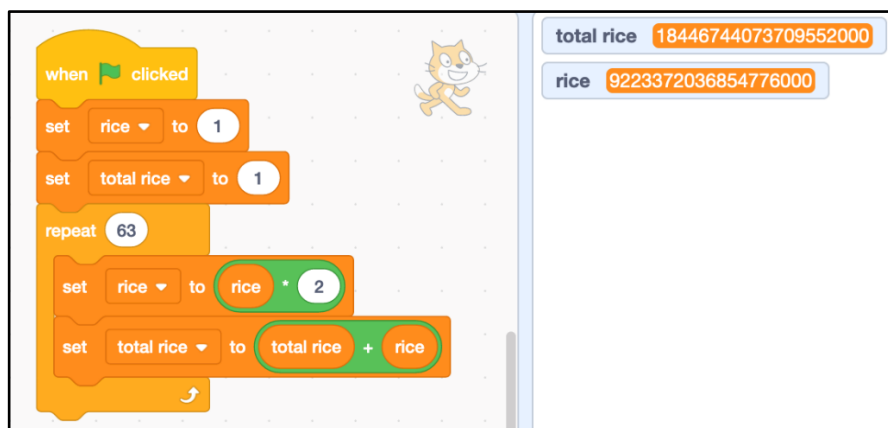 when clicked
set rice to 1
set total rice to 1
repeat 63
set rice to rice * 2
set total rice to total rice + rice
total rice 18446744073709552000
rice 9223372036854776000